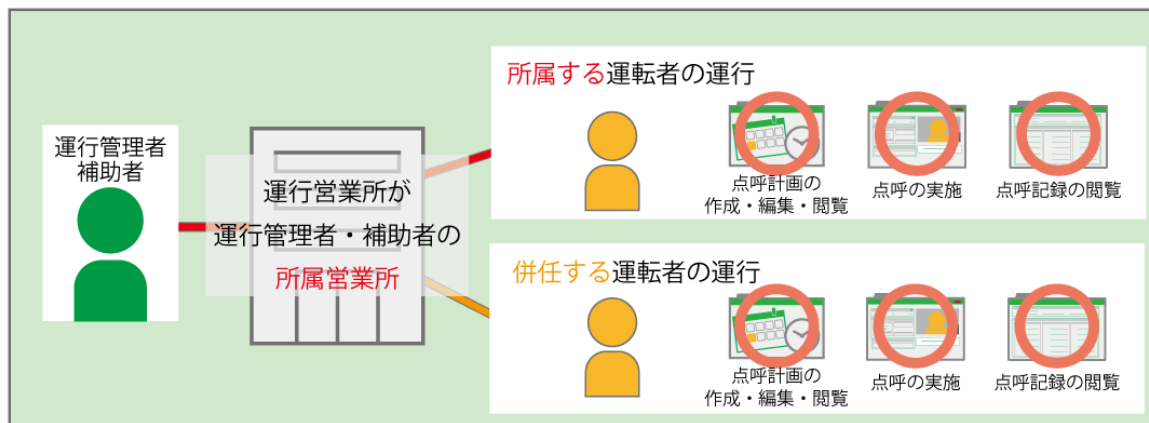 運行管理者
補助者
運行営業所が
運行管理者・補助者の
所属営業所
所属する運転者の運行
点呼計画の
作成・編集・閲覧
点呼の実施
点呼記録の閲覧
併任する運転者の運行
点呼計画の
作成・編集・閲覧
点呼の実施
点呼記録の閲覧